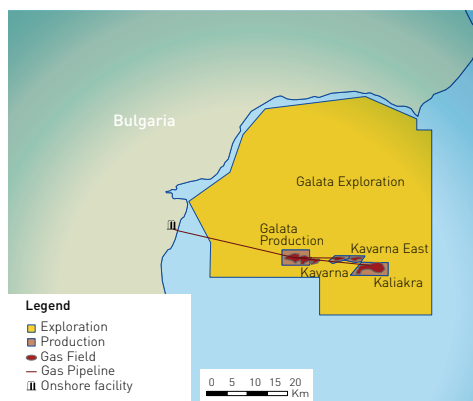 Bulgaria
Galata Exploration
Galata
Production
Kavarna East
Kavarna
Kaliakra
Legend
Exploration
Production
Gas Field
Gas Pipeline
Onshore facility
0 5 10 15 20
Km